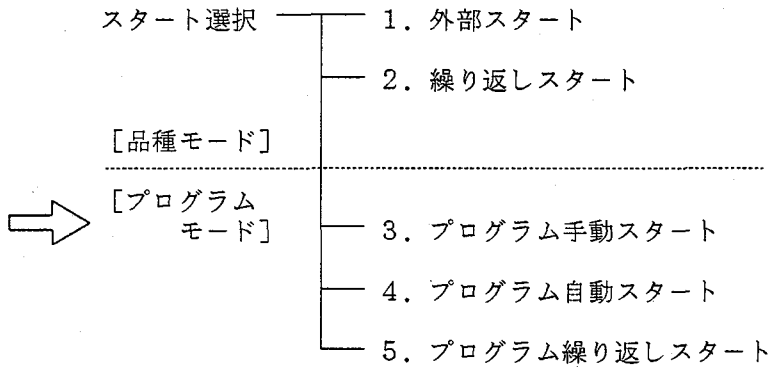 スタート選択 1. 外部スタート
2. 繰り返しスタート
[品種モード]
[プログラム
モード] 3. プログラム手動スタート
4. プログラム自動スタート
5. プログラム繰り返しスタート